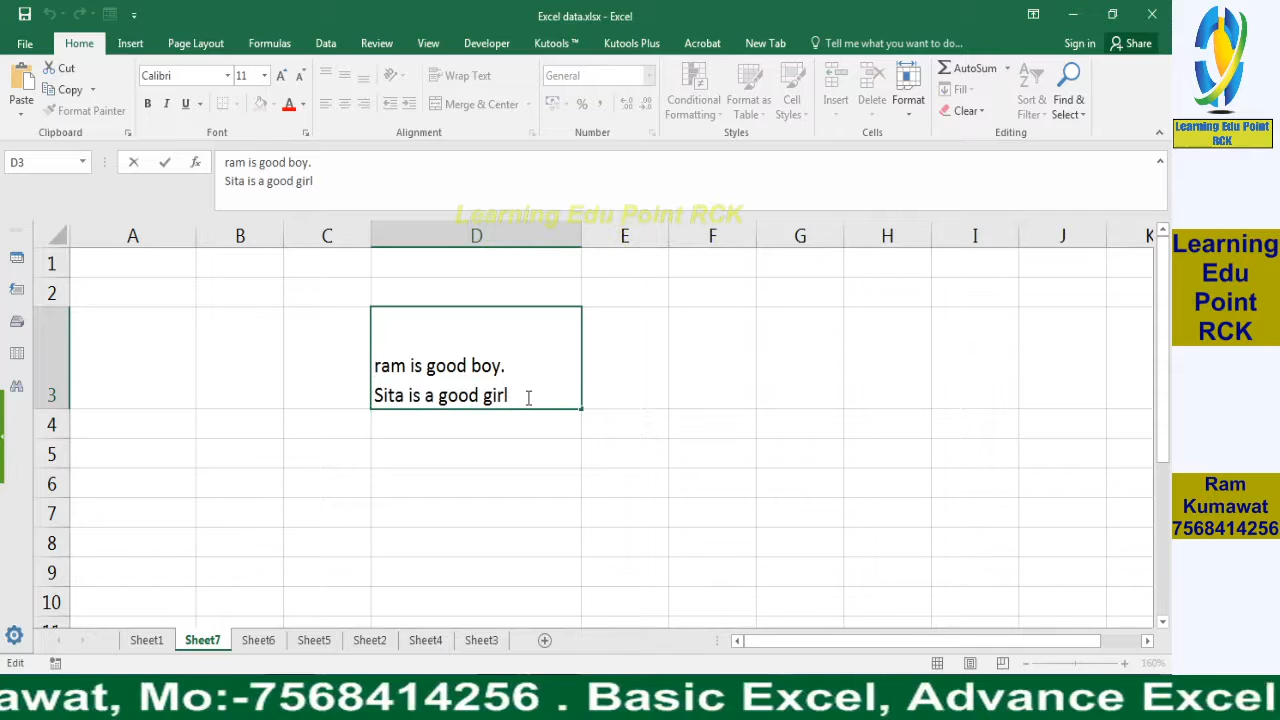 Excel data.xlsx - Excel
File Home Insert Page Layout Formulas Data Review View Developer Kutools ™ Kutools Plus Acrobat New Tab Tell me what you want to do... Sign in Share
Paste
Cut
Copy
Format Painter
Clipboard
Calibri 11
B I U A
Font
Wrap Text
Merge & Center
Alignment
General
%
Number
Conditional Formatting
Format as Table
Cell Styles
Styles
Insert Delete Format
Cells
AutoSum
Fill
Clear
Sort & Filter
Find & Select
Editing
D3
fx
ram is good boy.
Sita is a good girl
Learning Edu Point RCK
A B C D E F G H I J K
1
2
3
4
5
6
7
8
9
10
11
ram is good boy.
Sita is a good girl
Sheet1 Sheet7 Sheet6 Sheet5 Sheet2 Sheet4 Sheet3
Edit
160%
Learning Edu Point
RCK
Learning
Edu
Point
RCK
Ram
Kumawat
7568414256
awat, Mo:-7568414256 . Basic Excel, Advance Excel